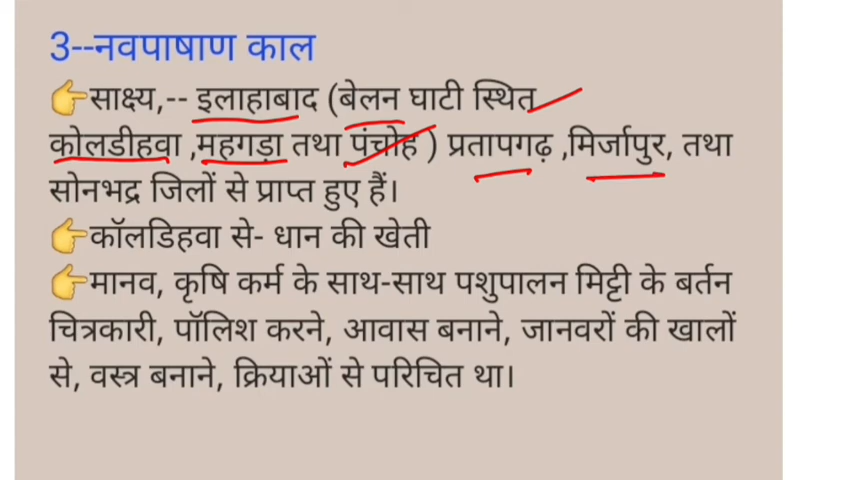 3--नवपाषाण काल
👉साक्ष्य,-- इलाहाबाद (बेलन घाटी स्थित
कोलडीहवा ,महगड़ा तथा पंचोह ) प्रतापगढ़ ,मिर्जापुर, तथा
सोनभद्र जिलों से प्राप्त हुए हैं।
👉कॉलडिहवा से- धान की खेती
👉मानव, कृषि कर्म के साथ-साथ पशुपालन मिट्टी के बर्तन
चित्रकारी, पॉलिश करने, आवास बनाने, जानवरों की खालों
से, वस्त्र बनाने, क्रियाओं से परिचित था।